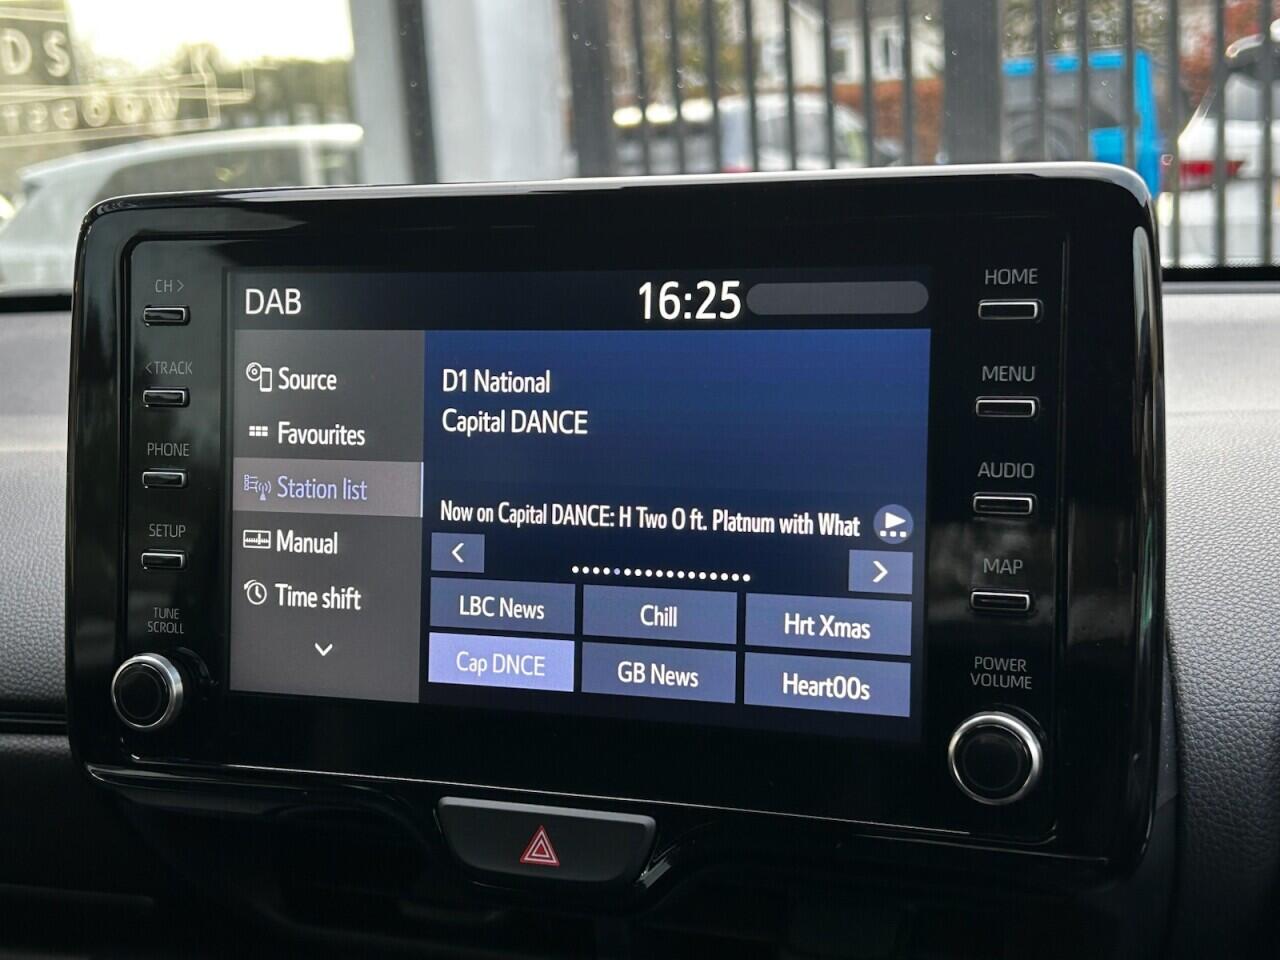 DS
CH >
< TRACK
PHONE
SETUP
TUNE
SCROLL
DAB
16:25
Source
Favourites
Station list
Manual
Time shift
D1 National
Capital DANCE
Now on Capital DANCE: H Two O ft. Platnum with What
<
>
LBC News
Chill
Hrt Xmas
Cap DNCE
GB News
Heart00s
HOME
MENU
AUDIO
MAP
POWER
VOLUME